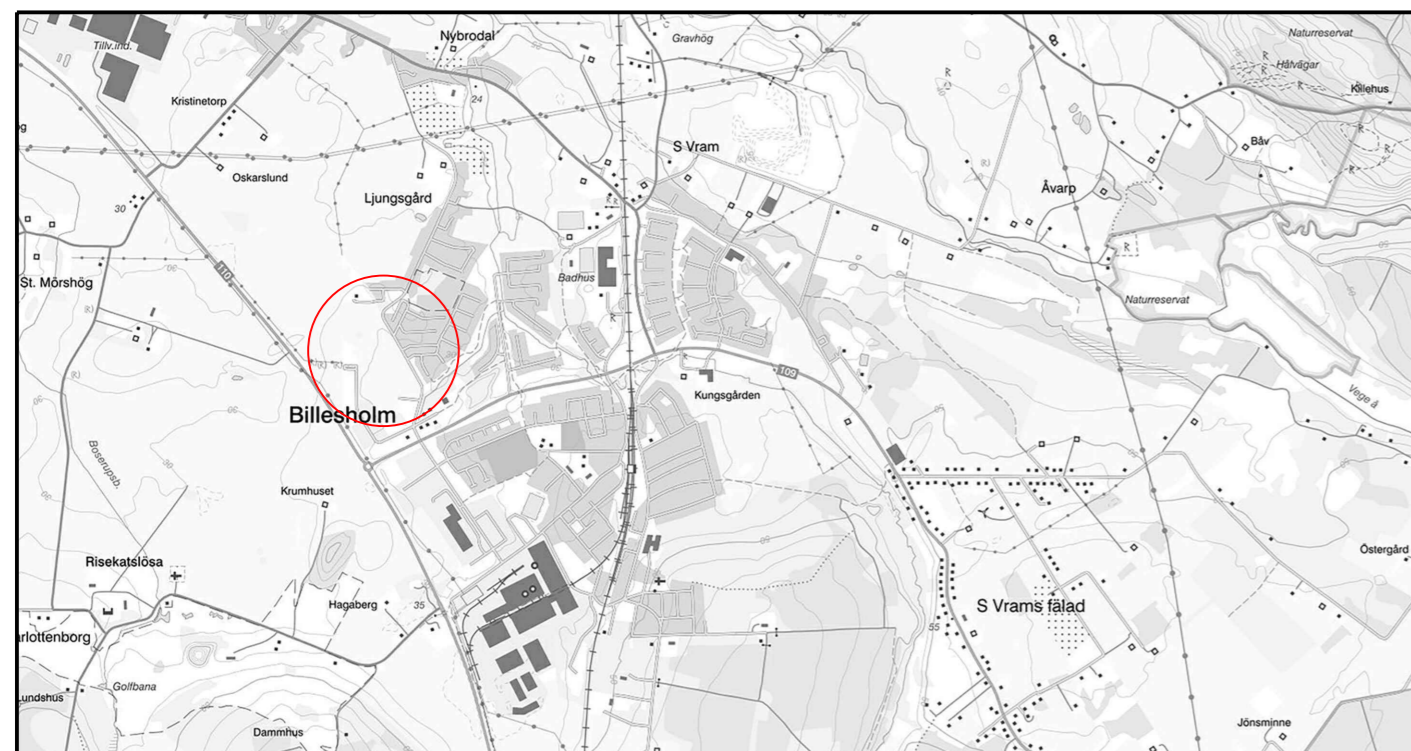 Nybrodal
Gravhög
Naturreservat
Tillv.ind.
Hålvägar
Killehus
Kristinetorp
24
S Vram
Båv
Oskarslund
Åvarp
Ljungsgård
30
110
Badhus
St. Mörshög
Naturreservat
109
Vege å
Kungsgården
Billesholm
Boserupsb.
Krumhuset
Östergård
Risekatslösa
Hagaberg
35
S Vrams fälad
55
arlottenborg
Golfbana
undshus
Dammhus
Jönsminne